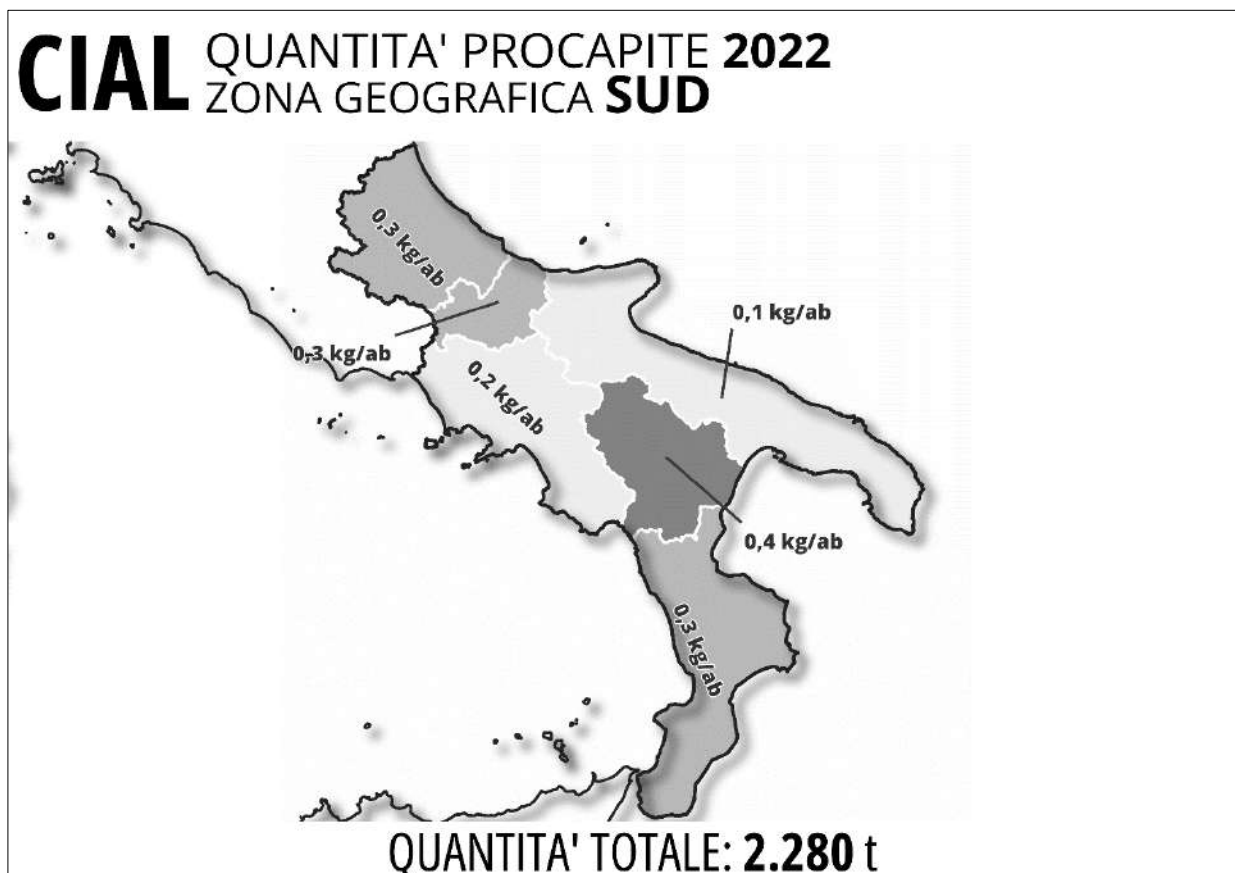 CIAL QUANTITA' PROCAPITE 2022
ZONA GEOGRAFICA SUD
0,3 kg/ab
0,1 kg/ab
0,3 kg/ab
0,2 kg/ab
0,4 kg/ab
0,3 kg/ab
QUANTITA' TOTALE: 2.280 t